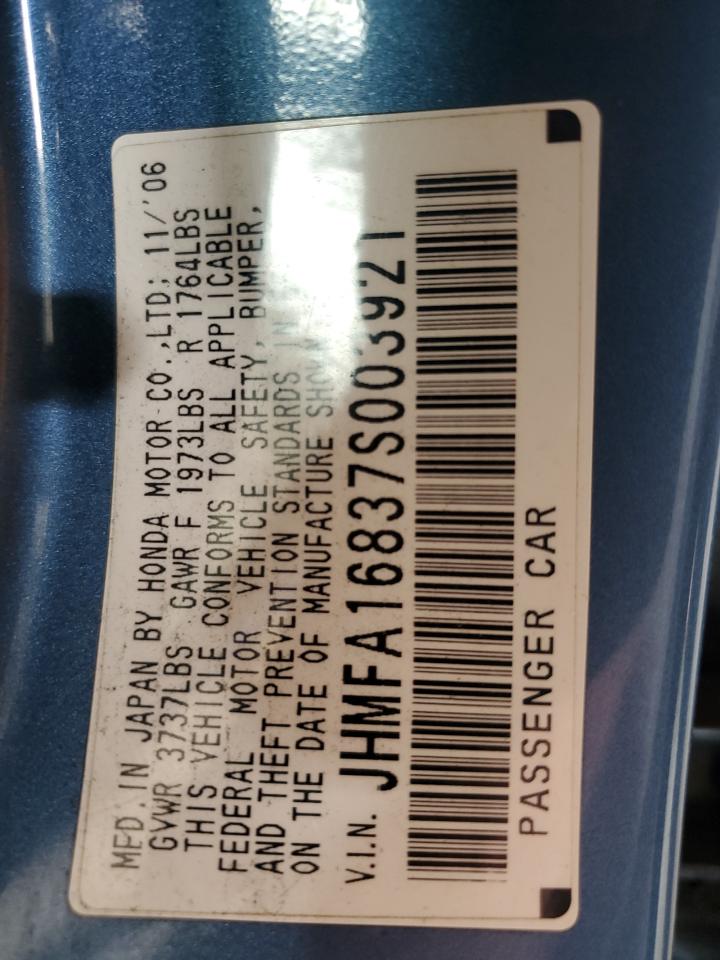 MFD. IN JAPAN BY HONDA MOTOR CO.,LTD; 11/'06
GVWR 3737LBS GAWR F 1973LBS R 1764LBS
THIS VEHICLE CONFORMS TO ALL APPLICABLE
FEDERAL MOTOR VEHICLE SAFETY, BUMPER,
AND THEFT PREVENTION STANDARDS IN
ON THE DATE OF MANUFACTURE SHOWN
V.I.N. JHMFA16837S003921
PASSENGER CAR